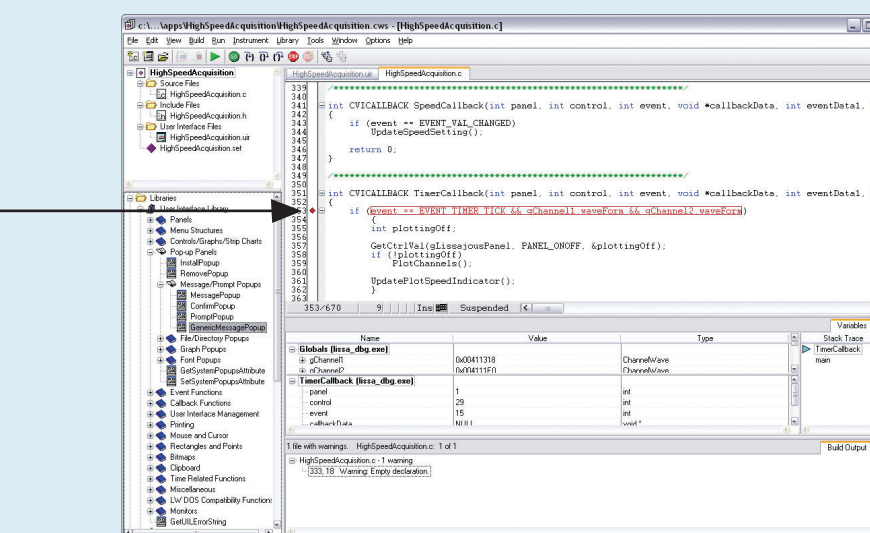 c:\...\apps\HighSpeedAcquisition\HighSpeedAcquisition.cws - [HighSpeedAcquisition.c]
File Edit View Build Run Instrument Library Tools Window Options Help
HighSpeedAcquisition
Source Files
HighSpeedAcquisition.c
Include Files
HighSpeedAcquisition.h
User Interface Files
HighSpeedAcquisition.uir
HighSpeedAcquisition.set
Libraries
User Interface Library
Panels
Menu Structures
Controls/Graphs/Strip Charts
Pop-up Panels
InstallPopup
RemovePopup
Message/Prompt Popups
MessagePopup
ConfirmPopup
PromptPopup
GenericMessagePopup
File/Directory Popups
Graph Popups
Font Popups
GetSystemPopupsAttribute
SetSystemPopupsAttribute
Event Functions
Callback Functions
User Interface Management
Printing
Mouse and Cursor
Rectangles and Points
Bitmaps
Clipboard
Time Related Functions
Miscellaneous
LW DOS Compatibility Functions
Monitors
GetUILErrorString
HighSpeedAcquisition.uir HighSpeedAcquisition.c
339 /*****************************************************************/
340
341 int CVICALLBACK SpeedCallback(int panel, int control, int event, void *callbackData, int eventData1,
342 {
343 if (event == EVENT_VAL_CHANGED)
344 UpdateSpeedSetting();
345
346 return 0;
347 }
348
349 /*****************************************************************/
350
351 int CVICALLBACK TimerCallback(int panel, int control, int event, void *callbackData, int eventData1,
352 {
353 if (event == EVENT_TIMER_TICK && gChannel1.waveForm && gChannel2.waveForm)
354 {
355 int plottingOff;
356
357 GetCtrlVal(gLissajousPanel, PANEL_ONOFF, &plottingOff);
358 if (!plottingOff)
359 PlotChannels();
360
361 UpdatePlotSpeedIndicator();
362 }
363
353/670 9 Ins Suspended
Variables
Name Value Type
Globals (lissa_dbg.exe)
gChannel1 0x00411318 ChannelWave
gChannel2 0x004111F0 ChannelWave
TimerCallback (lissa_dbg.exe)
panel 1 int
control 29 int
event 15 int
callbackData NULL void *
Stack Trace
TimerCallback
main
1 file with warnings. HighSpeedAcquisition.c: 1 of 1
Build Output
HighSpeedAcquisition.c - 1 warning
333, 18 Warning: Empty declaration.